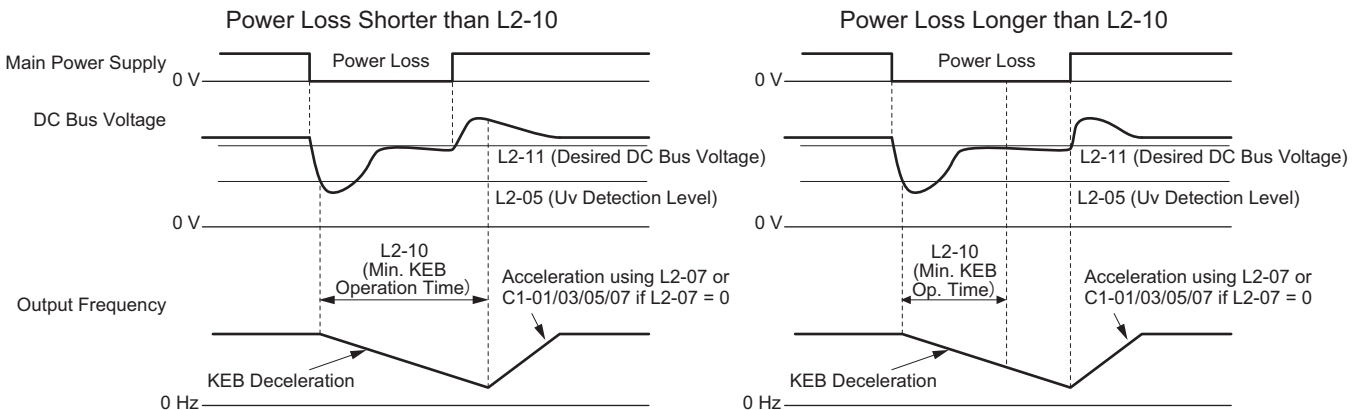 Power Loss Shorter than L2-10
Main Power Supply
0 V
Power Loss
DC Bus Voltage
L2-11 (Desired DC Bus Voltage)
L2-05 (Uv Detection Level)
0 V
L2-10
(Min. KEB
Operation Time)
Acceleration using L2-07 or
C1-01/03/05/07 if L2-07 = 0
Output Frequency
KEB Deceleration
0 Hz
Power Loss Longer than L2-10
0 V
Power Loss
L2-11 (Desired DC Bus Voltage)
L2-05 (Uv Detection Level)
0 V
L2-10
(Min. KEB
Op. Time)
Acceleration using L2-07 or
C1-01/03/05/07 if L2-07 = 0
KEB Deceleration
0 Hz